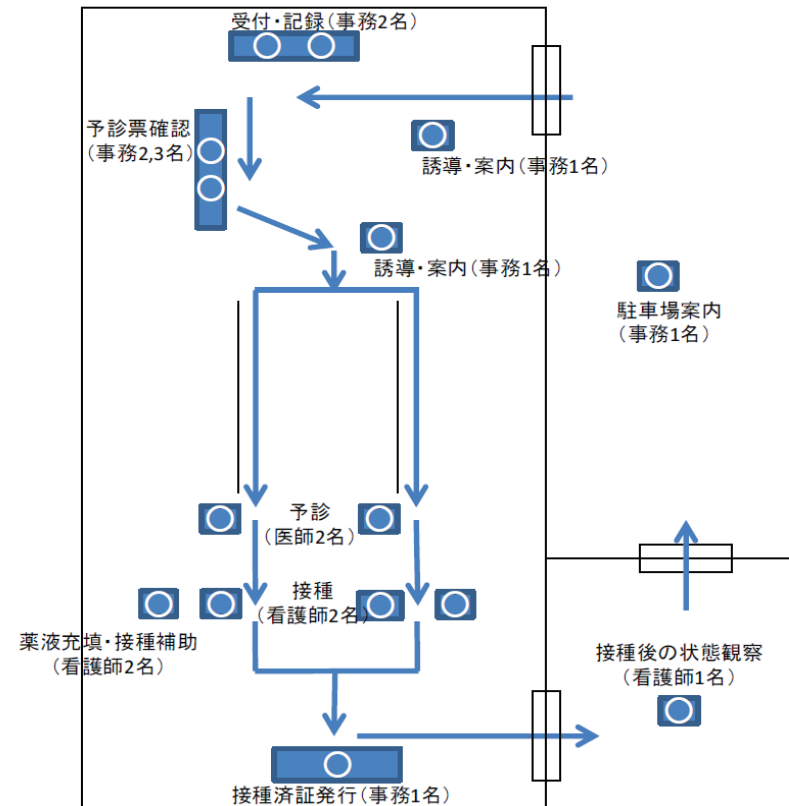 受付・記録(事務2名)
予診票確認
(事務2,3名)
誘導・案内(事務1名)
誘導・案内(事務1名)
駐車場案内
(事務1名)
予診
(医師2名)
接種
(看護師2名)
薬液充填・接種補助
(看護師2名)
接種後の状態観察
(看護師1名)
接種済証発行(事務1名)